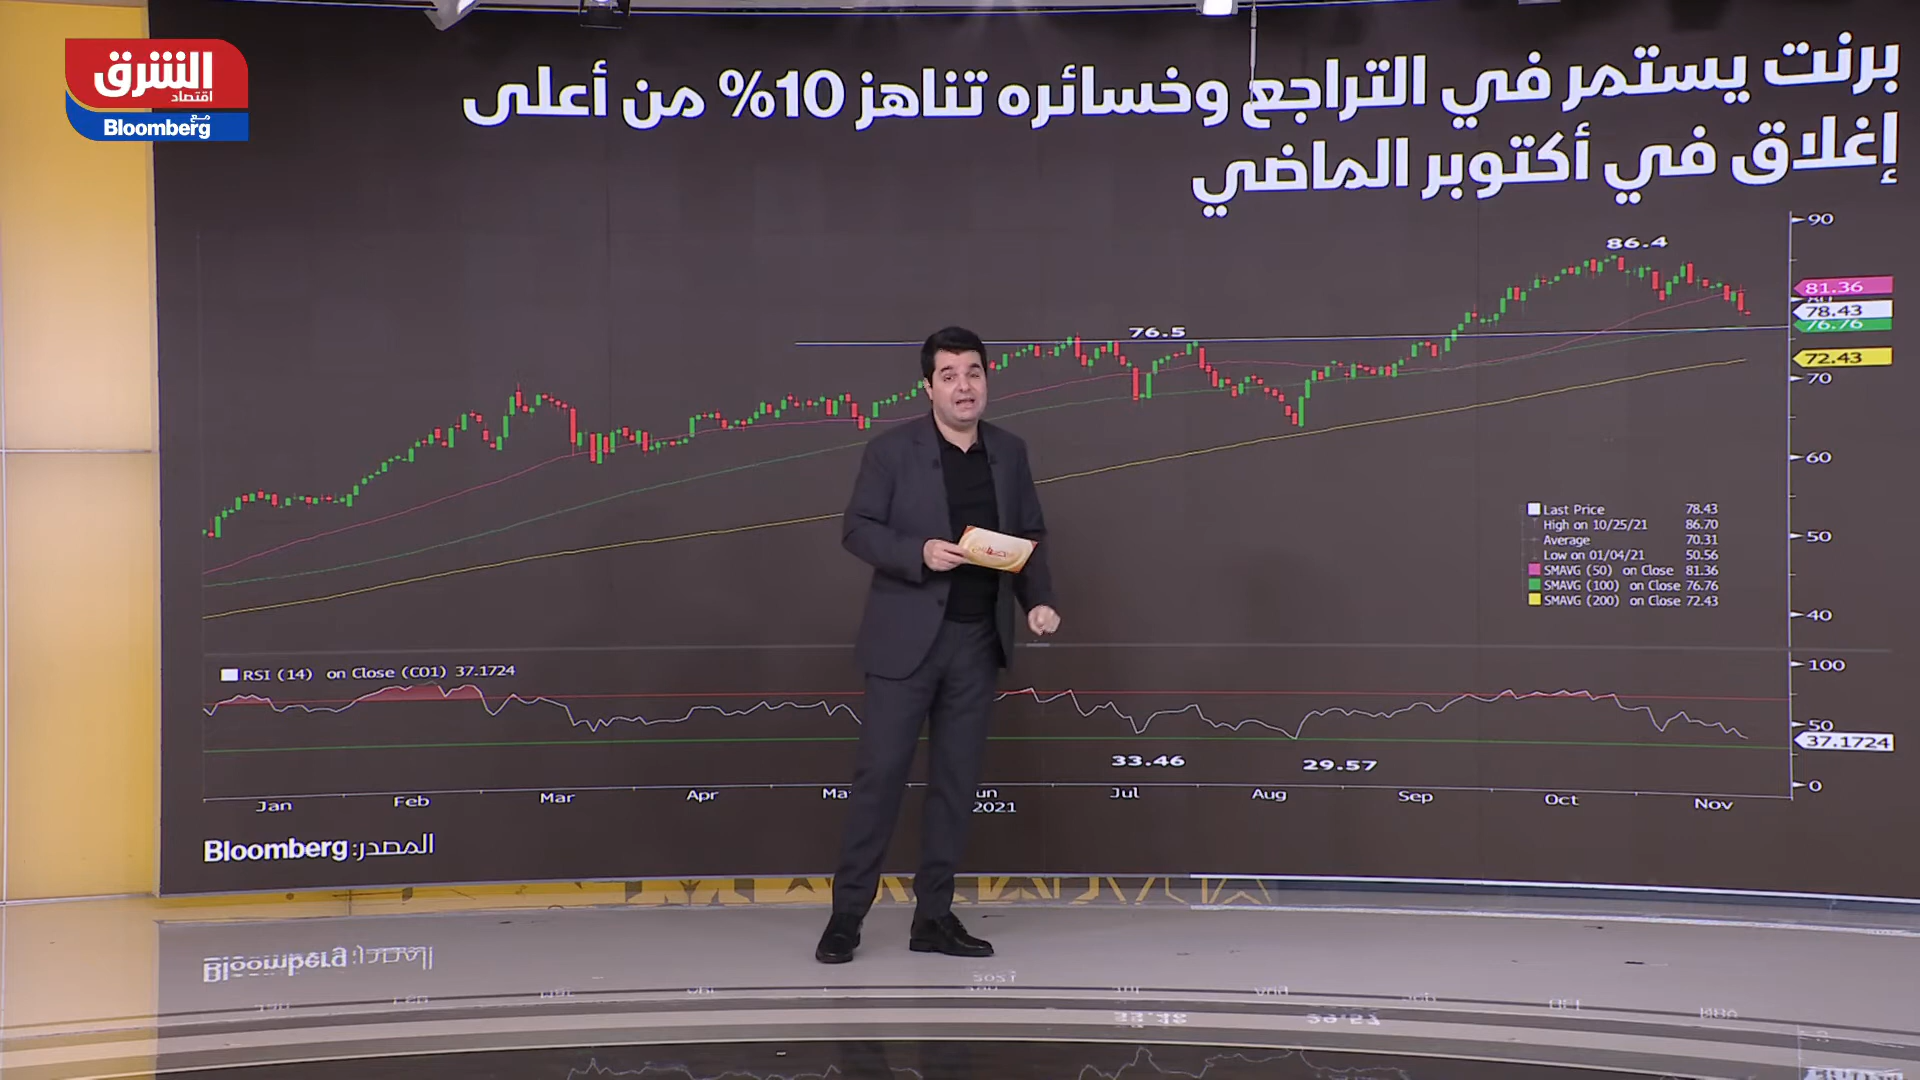 الشرق
اقتصاد
مع
Bloomberg
برنت يستمر في التراجع وخسائره تناهز 10% من أعلى
إغلاق في أكتوبر الماضي
90
86.4
81.36
80
78.43
76.76
76.5
72.43
70
60
50
40
Last Price 78.43
High on 10/25/21 86.70
Average 70.31
Low on 01/04/21 50.56
SMAVG (50) on Close 81.36
SMAVG (100) on Close 76.76
SMAVG (200) on Close 72.43
RSI (14) on Close (CO1) 37.1724
100
50
37.1724
0
33.46
29.57
Jan Feb Mar Apr Ma un Jul Aug Sep Oct Nov
2021
المصدر: Bloomberg